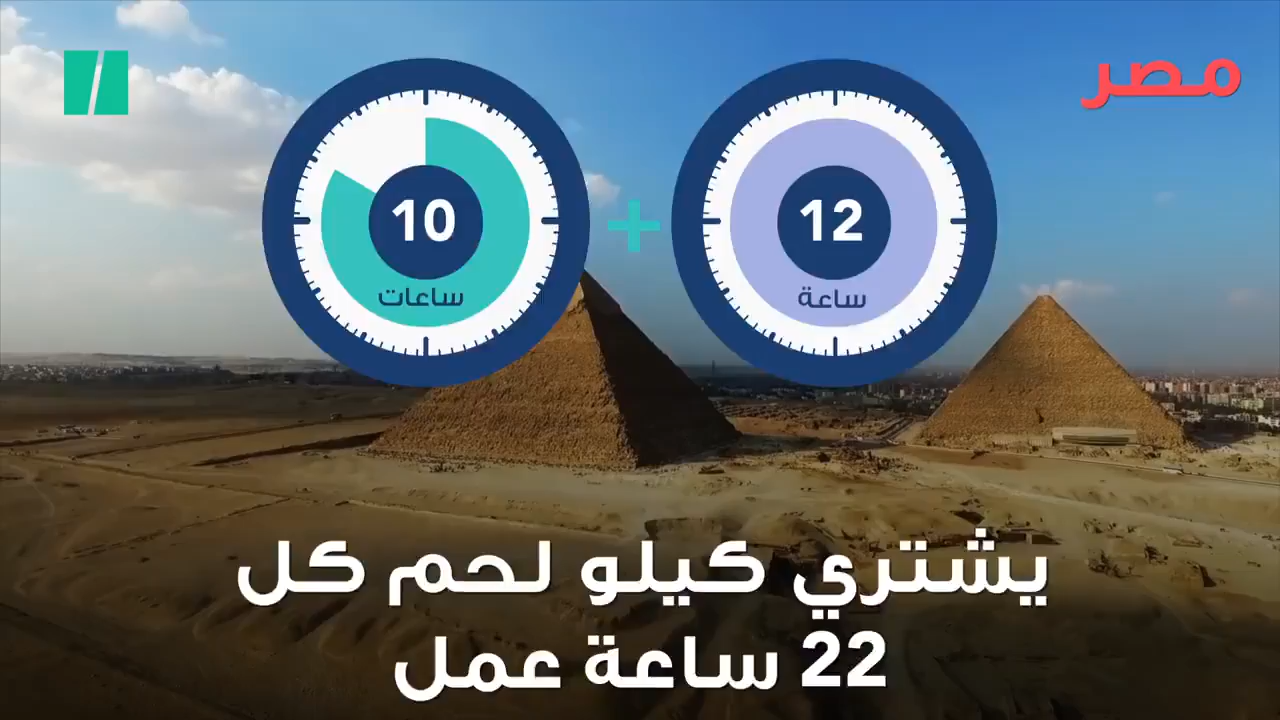 مصر
12
ساعة
+
10
ساعات
يشتري كيلو لحم كل
22 ساعة عمل